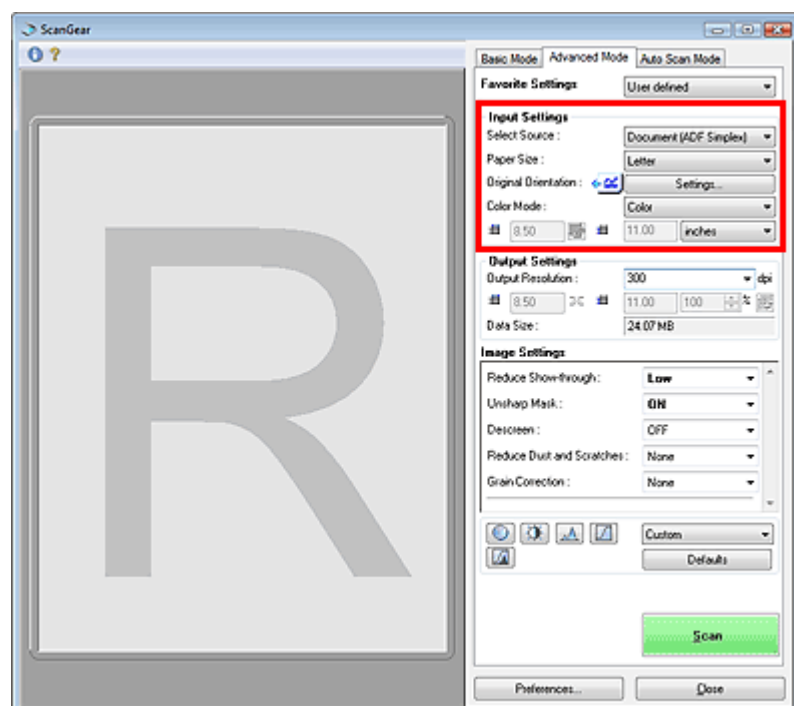 ScanGear
Basic Mode Advanced Mode Auto Scan Mode
Favorite Settings User defined
Input Settings
Select Source : Document (ADF Simplex)
Paper Size : Letter
Original Orientation : Settings...
Color Mode : Color
8.50 11.00 inches
Output Settings
Output Resolution : 300 dpi
8.50 11.00 100 %
Data Size : 24.07 MB
Image Settings
Reduce Show-through : Low
Unsharp Mask : ON
Descreen : OFF
Reduce Dust and Scratches : None
Grain Correction : None
Custom
Defaults
R
Scan
Preferences... Close